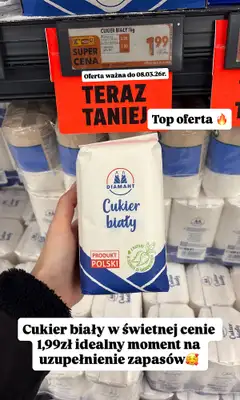 CUKIER BIAŁY 1kg
SUPER
CENA
1,99
Oferta ważna do 08.03.26r.
TERAZ
TANIEJ
Top oferta 🔥
DIAMANT
Cukier
biały
PRODUKT
POLSKI
Cukier biały w świetnej cenie
1,99zł idealny moment na
uzupełnienie zapasów🥰